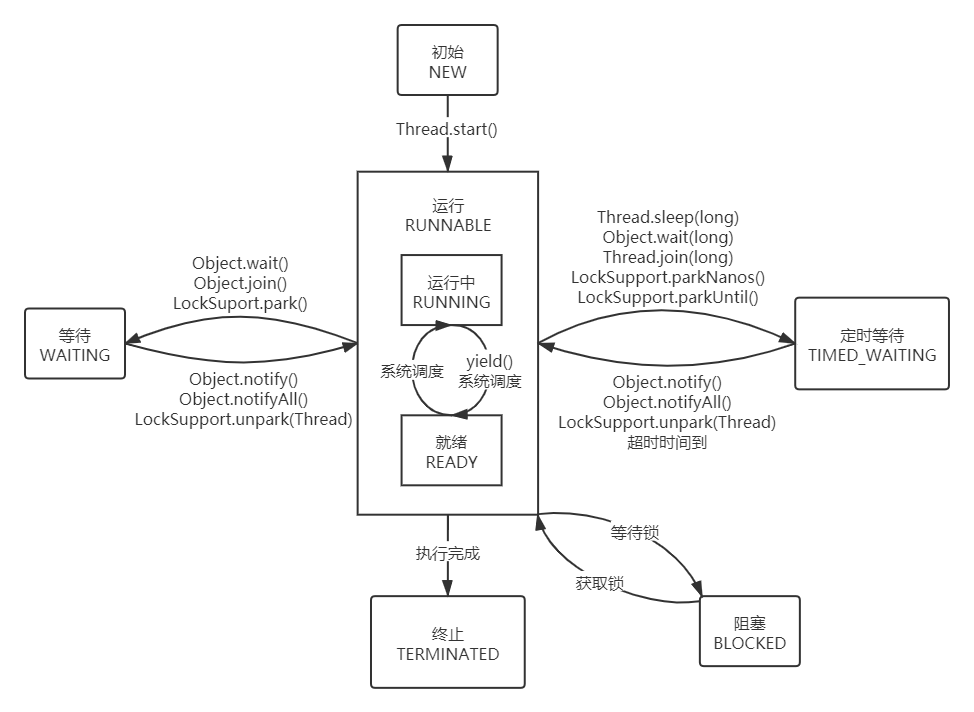 初始
NEW
Thread.start()
运行
RUNNABLE
运行中
RUNNING
系统调度
yield()
系统调度
就绪
READY
Object.wait()
Object.join()
LockSuport.park()
等待
WAITING
Object.notify()
Object.notifyAll()
LockSupport.unpark(Thread)
Thread.sleep(long)
Object.wait(long)
Thread.join(long)
LockSupport.parkNanos()
LockSupport.parkUntil()
定时等待
TIMED_WAITING
Object.notify()
Object.notifyAll()
LockSupport.unpark(Thread)
超时时间到
等待锁
获取锁
阻塞
BLOCKED
执行完成
终止
TERMINATED